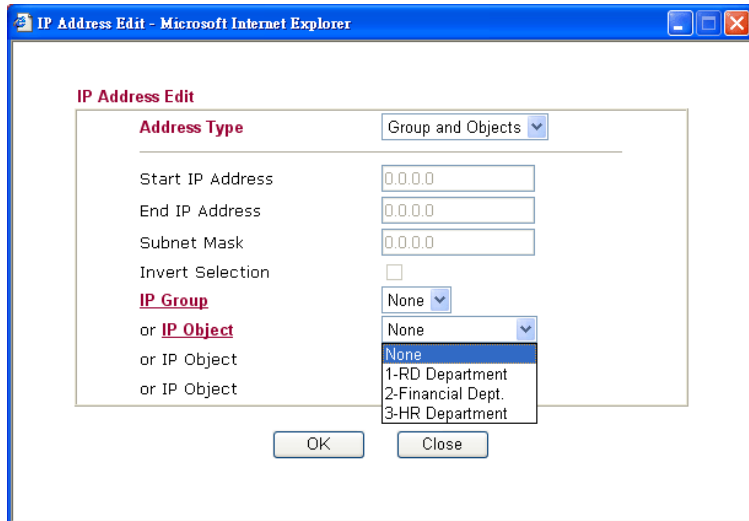 IP Address Edit - Microsoft Internet Explorer
IP Address Edit
Address Type Group and Objects
Start IP Address 0.0.0.0
End IP Address 0.0.0.0
Subnet Mask 0.0.0.0
Invert Selection
IP Group None
or IP Object None
or IP Object
or IP Object
None
1-RD Department
2-Financial Dept.
3-HR Department
OK Close